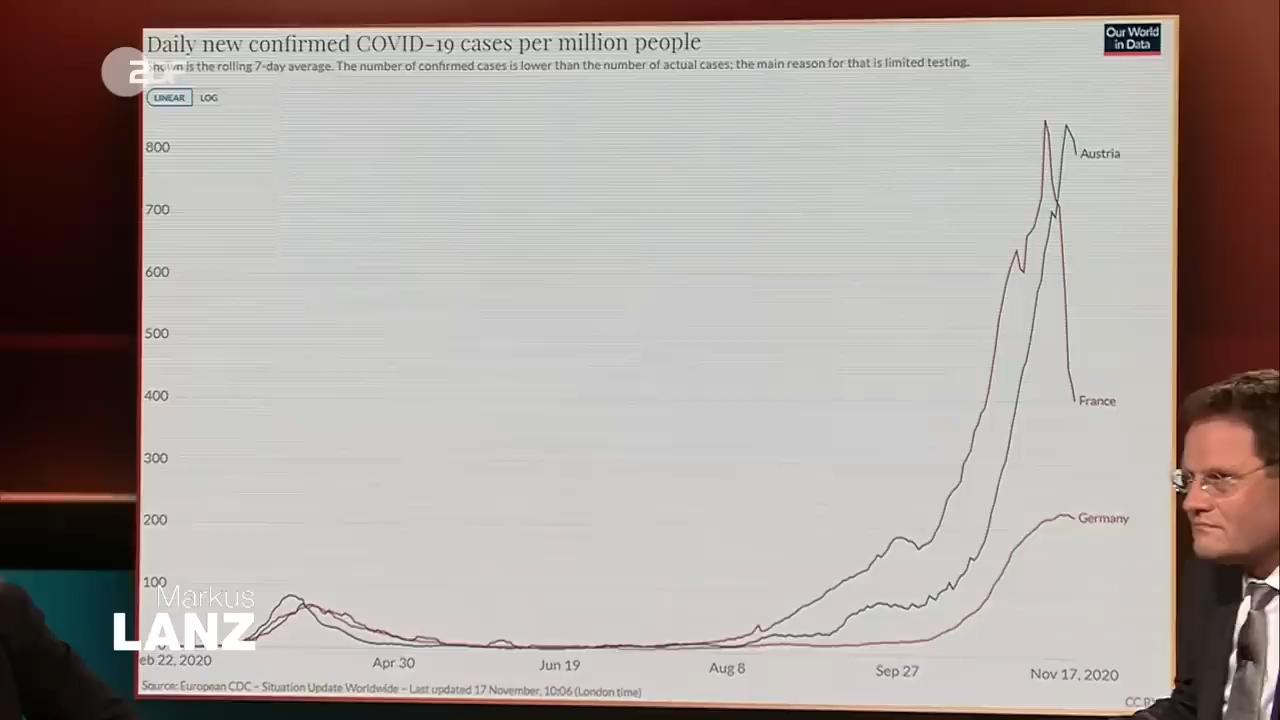 Daily new confirmed COVID-19 cases per million people
Our World
in Data
Shown is the rolling 7-day average. The number of confirmed cases is lower than the number of actual cases; the main reason for that is limited testing.
ZDF
LINEAR LOG
800
Austria
700
600
500
400
France
300
200
Germany
100
Markus
LANZ
0
eb 22, 2020
Apr 30
Jun 19
Aug 8
Sep 27
Nov 17, 2020
Source: European CDC – Situation Update Worldwide – Last updated 17 November, 10:06 (London time)
CC BY